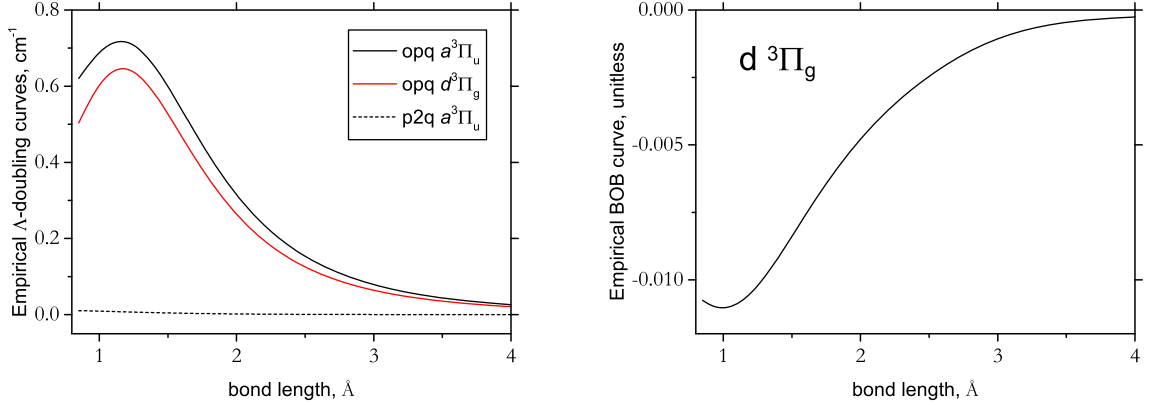 Empirical Λ-doubling curves, cm⁻¹
0.8
0.6
0.4
0.2
0.0
opq a³Πᵤ
opq d³Π_g
p2q a³Πᵤ
1 2 3 4
bond length, Å
Empirical BOB curve, unitless
0.000
-0.005
-0.010
d ³Π_g
1 2 3 4
bond length, Å